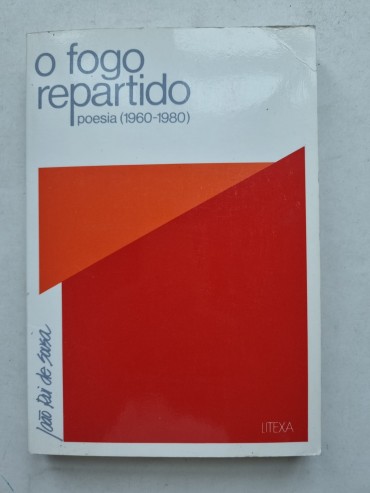 o fogo
repartido
poesia (1960-1980)
joão rui de sousa
LITEXA